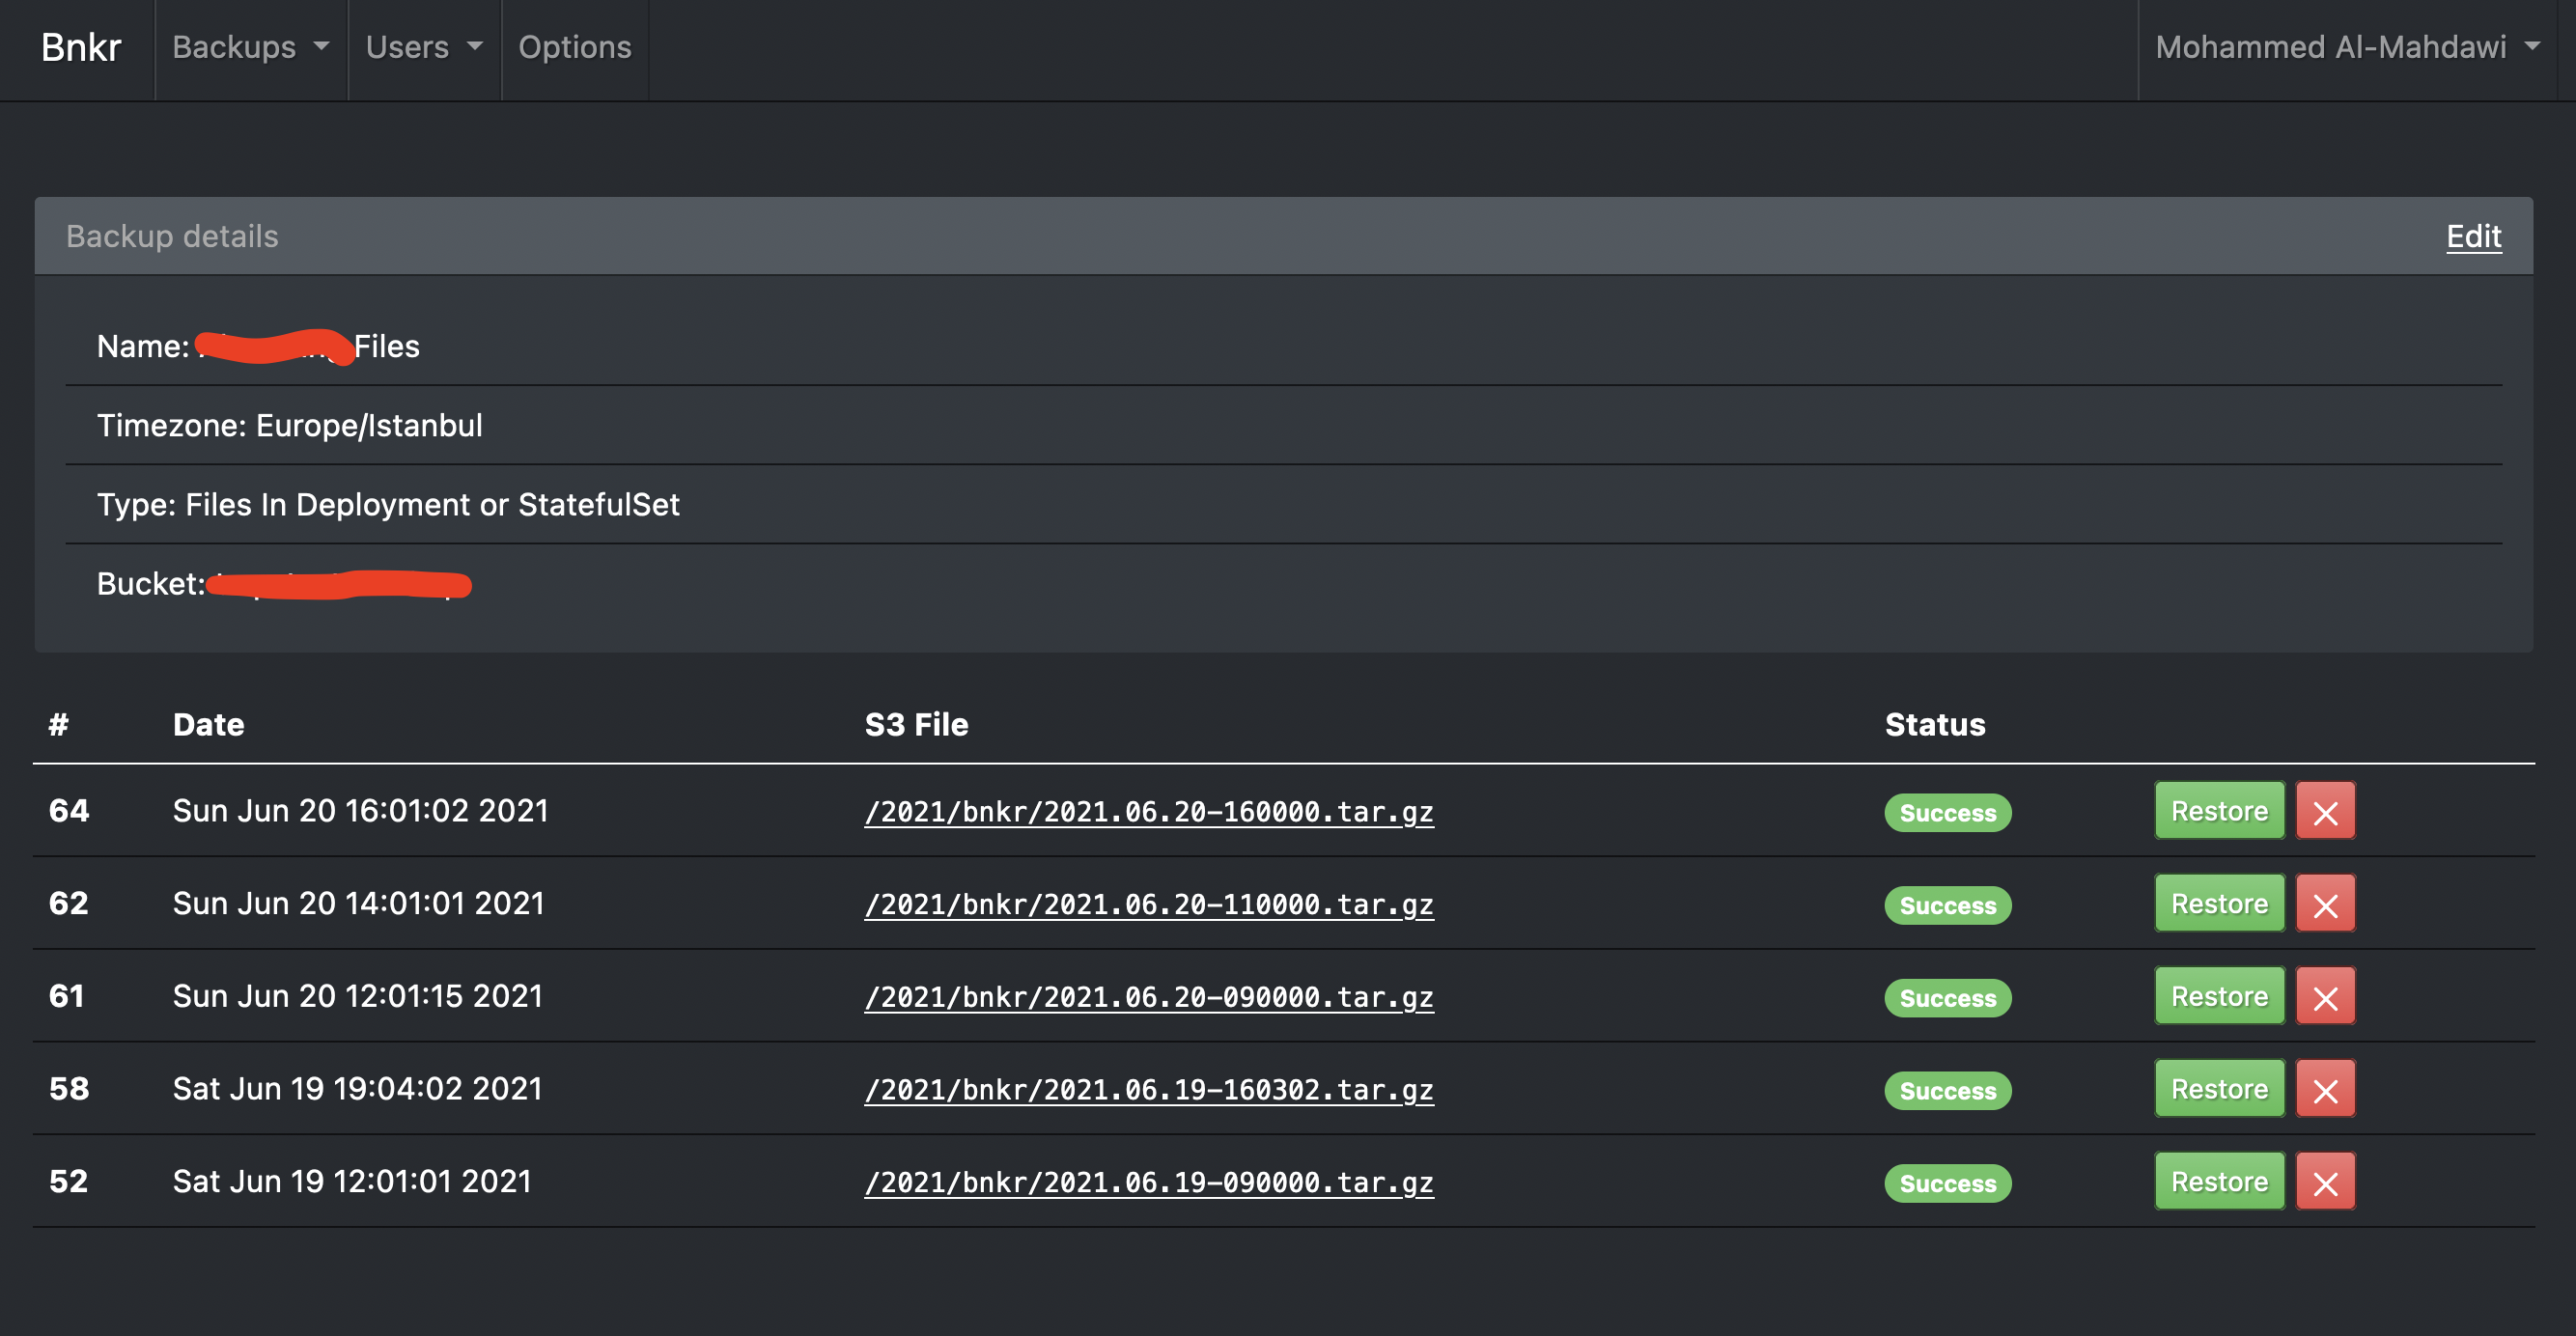 Bnkr Backups Users Options Mohammed Al-Mahdawi
Backup details Edit
Name: Files
Timezone: Europe/Istanbul
Type: Files In Deployment or StatefulSet
Bucket:
# Date S3 File Status
64 Sun Jun 20 16:01:02 2021 /2021/bnkr/2021.06.20-160000.tar.gz Success Restore
62 Sun Jun 20 14:01:01 2021 /2021/bnkr/2021.06.20-110000.tar.gz Success Restore
61 Sun Jun 20 12:01:15 2021 /2021/bnkr/2021.06.20-090000.tar.gz Success Restore
58 Sat Jun 19 19:04:02 2021 /2021/bnkr/2021.06.19-160302.tar.gz Success Restore
52 Sat Jun 19 12:01:01 2021 /2021/bnkr/2021.06.19-090000.tar.gz Success Restore